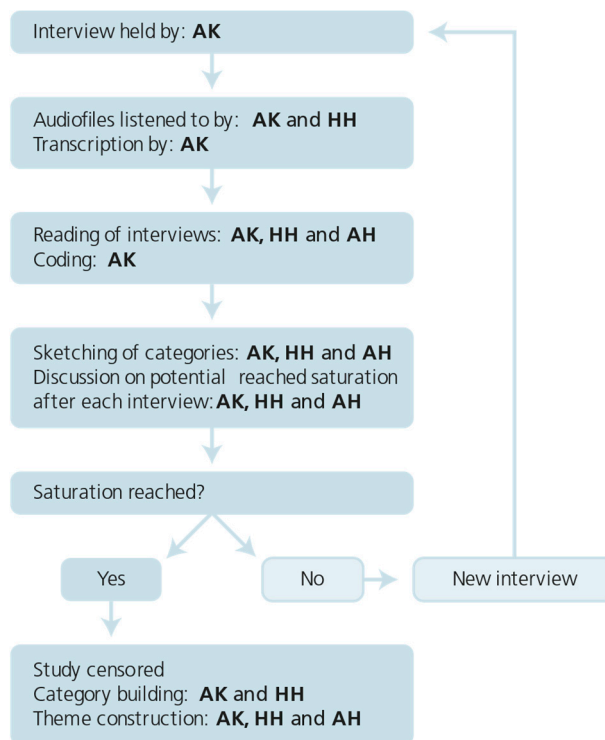 Interview held by: AK
Audiofiles listened to by: AK and HH
Transcription by: AK
Reading of interviews: AK, HH and AH
Coding: AK
Sketching of categories: AK, HH and AH
Discussion on potential reached saturation
after each interview: AK, HH and AH
Saturation reached?
Yes
No
New interview
Study censored
Category building: AK and HH
Theme construction: AK, HH and AH